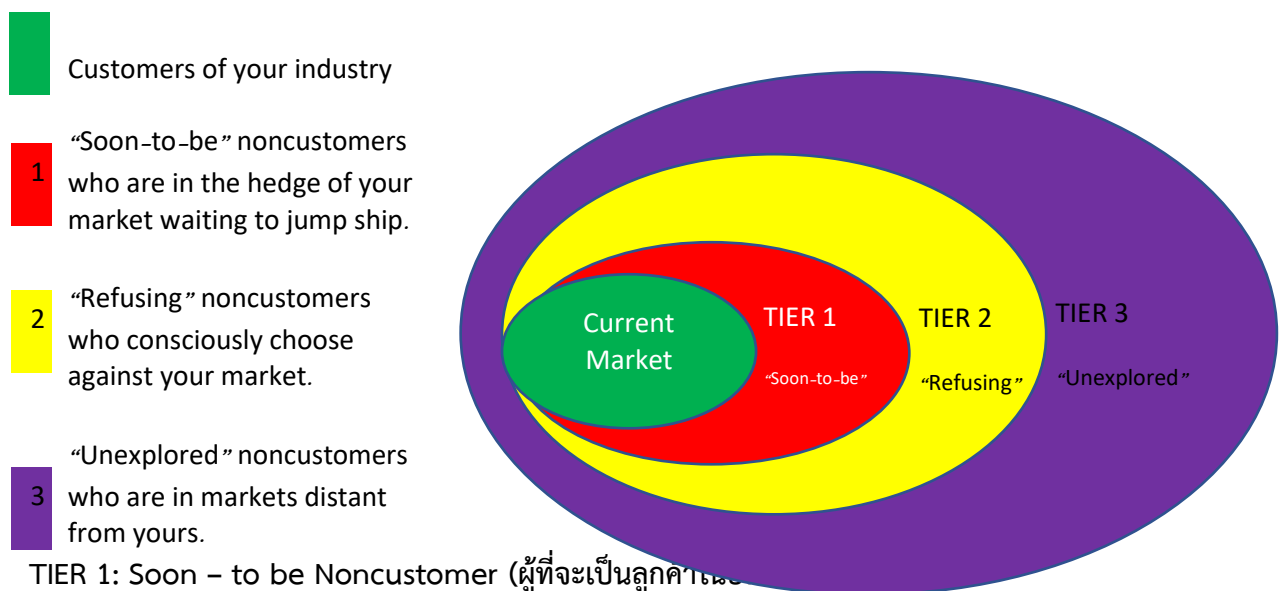 Customers of your industry
1
“Soon-to-be” noncustomers
who are in the hedge of your
market waiting to jump ship.
2
“Refusing” noncustomers
who consciously choose
against your market.
3
“Unexplored” noncustomers
who are in markets distant
from yours.
Current
Market
TIER 1
“Soon-to-be”
TIER 2
“Refusing”
TIER 3
“Unexplored”
TIER 1: Soon – to be Noncustomer (ผู้ที่จะเป็นลูกค้า